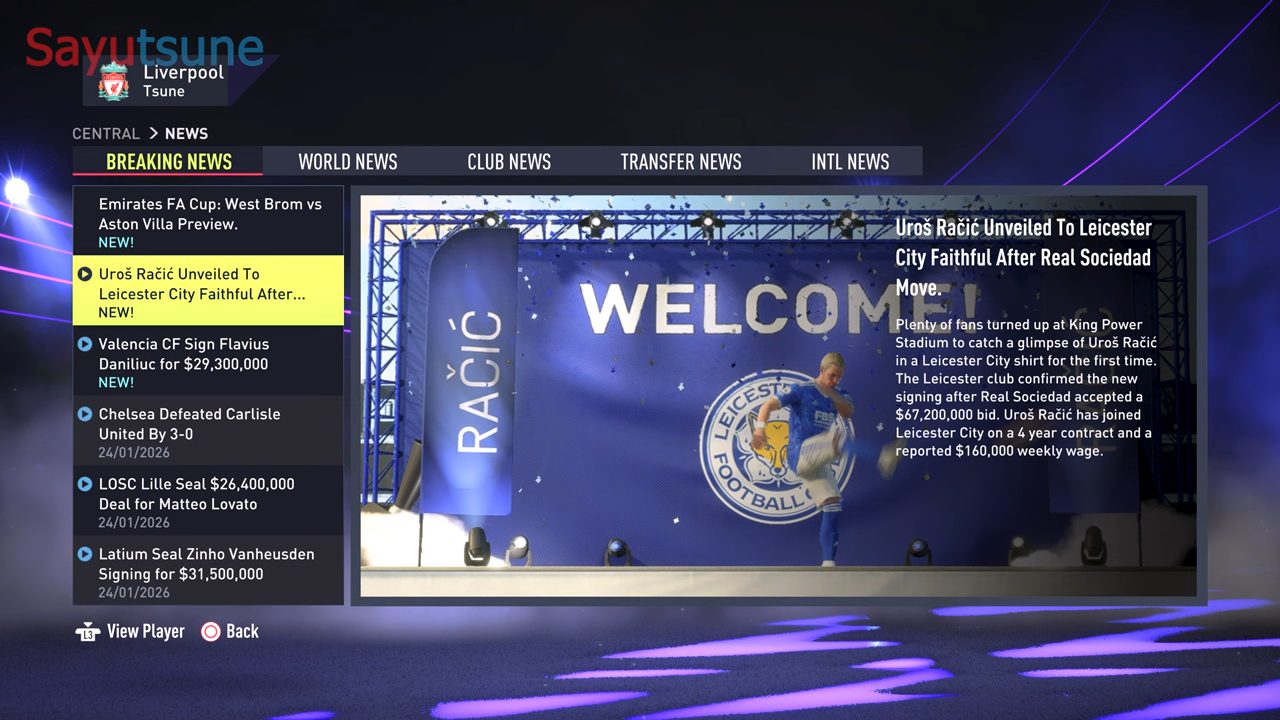 Sayutsune
Liverpool
Tsune
CENTRAL > NEWS
BREAKING NEWS
WORLD NEWS
CLUB NEWS
TRANSFER NEWS
INTL NEWS
Emirates FA Cup: West Brom vs
Aston Villa Preview.
NEW!
Uroš Račić Unveiled To
Leicester City Faithful After...
NEW!
Valencia CF Sign Flavius
Daniliuc for $29,300,000
NEW!
Chelsea Defeated Carlisle
United By 3-0
24/01/2026
LOSC Lille Seal $26,400,000
Deal for Matteo Lovato
24/01/2026
Latium Seal Zinho Vanheusden
Signing for $31,500,000
24/01/2026
RAČIĆ
WELCOME!
LEICESTER
FOOTBALL
FBS
Uroš Račić Unveiled To Leicester
City Faithful After Real Sociedad
Move.
Plenty of fans turned up at King Power
Stadium to catch a glimpse of Uroš Račić
in a Leicester City shirt for the first time.
The Leicester club confirmed the new
signing after Real Sociedad accepted a
$67,200,000 bid. Uroš Račić has joined
Leicester City on a 4 year contract and a
reported $160,000 weekly wage.
L3 View Player
Back